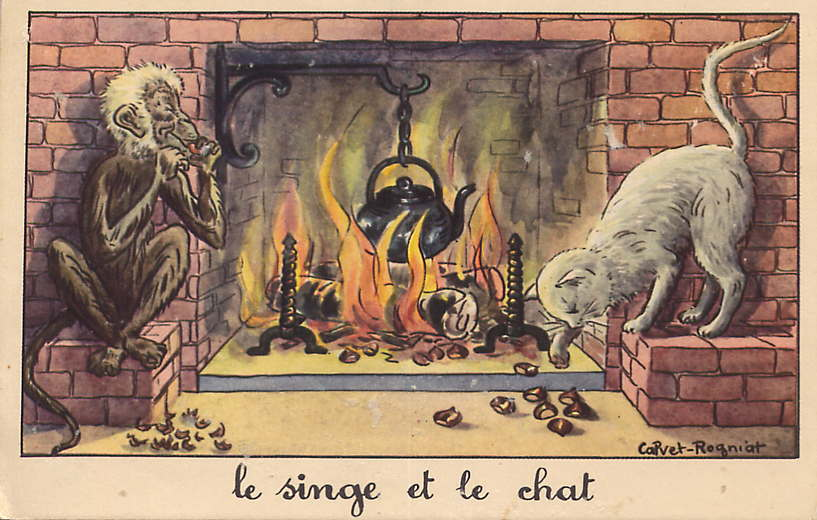 Calvet-Rogniat
le singe et le chat